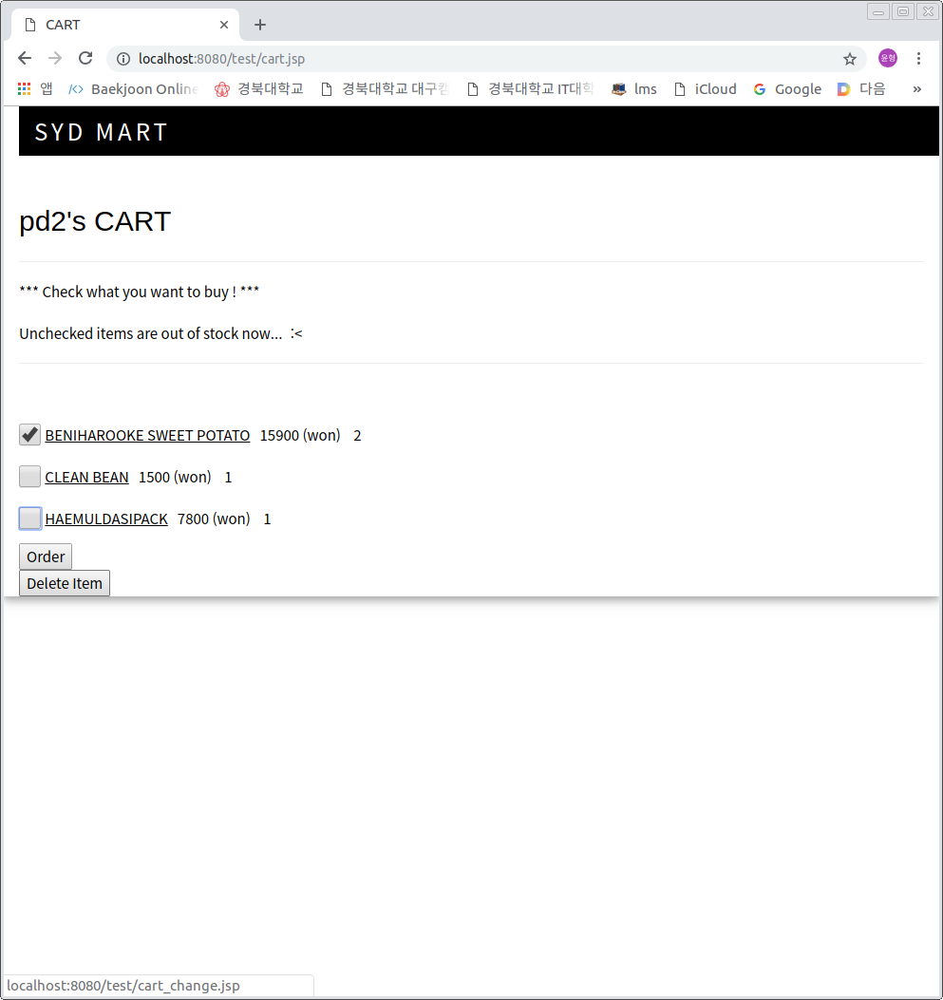 CART
localhost:8080/test/cart.jsp
윤형
앱 Baekjoon Online 경북대학교 경북대학교 대구캠 경북대학교 IT대학 lms iCloud Google 다음 »
SYD MART
pd2's CART
*** Check what you want to buy ! ***
Unchecked items are out of stock now... :<
BENIHAROOKE SWEET POTATO 15900 (won) 2
CLEAN BEAN 1500 (won) 1
HAEMULDASIPACK 7800 (won) 1
Order
Delete Item
localhost:8080/test/cart_change.jsp